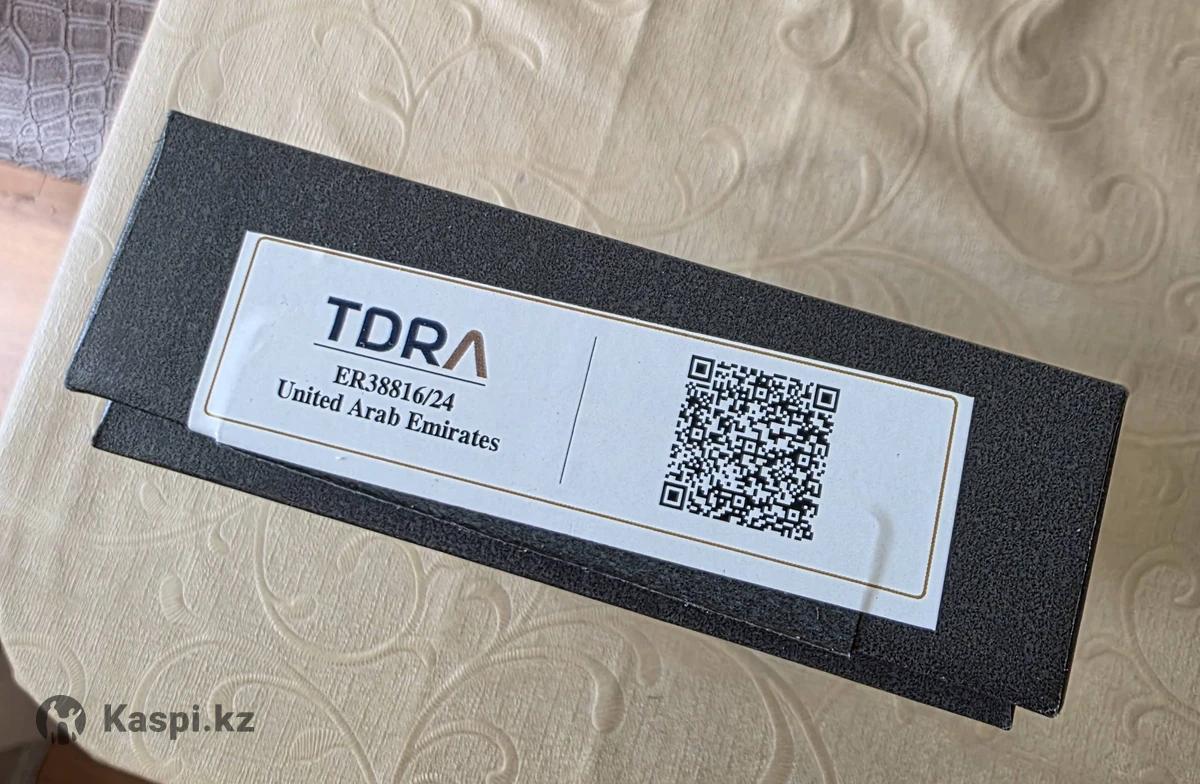 TDRA
ER38816/24
United Arab Emirates
Kaspi.kz